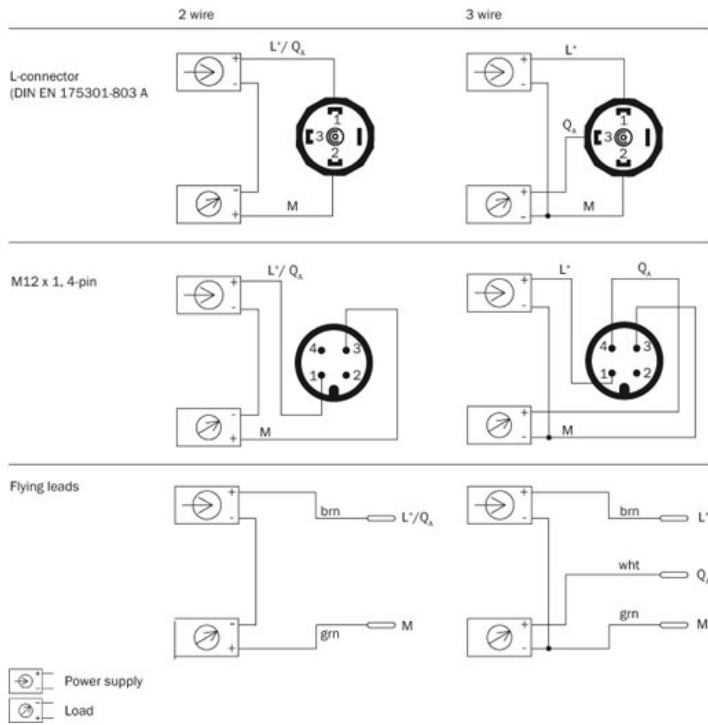 2 wire 3 wire
L-connector
(DIN EN 175301-803 A
L⁺/ Q_A
+
-
1
3
2
-
+
M
L⁺
+
-
Q_A
1
3
2
+
-
M
M12 x 1, 4-pin
L⁺/ Q_A
+
-
4 3
1 2
-
+
M
L⁺ Q_A
+
-
4 3
1 2
+
-
M
Flying leads
+
-
brn L⁺/Q_A
-
+
grn M
+
-
brn L⁺
wht Q_A
+
-
grn M
+
-
Power supply
-
+
Load